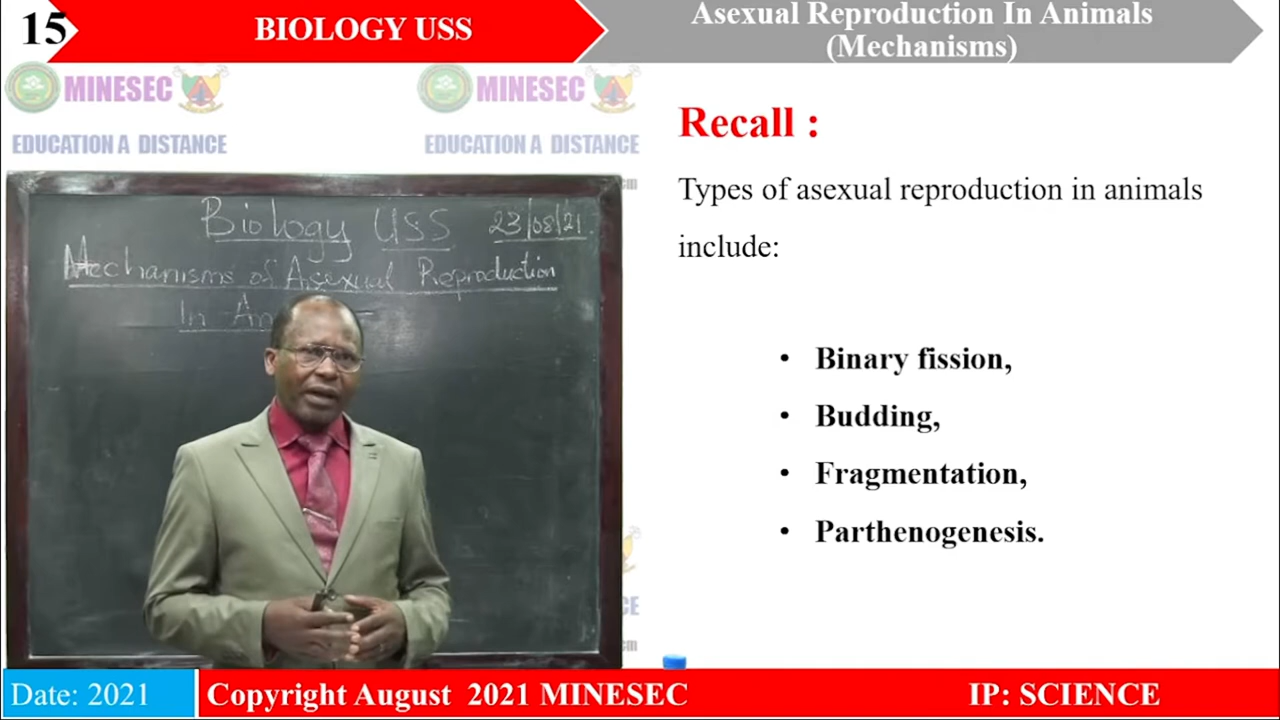 15
BIOLOGY USS
Asexual Reproduction In Animals
(Mechanisms)
MINESEC
MINESEC
EDUCATION A DISTANCE
EDUCATION A DISTANCE
Biology USS 23/08/21.
Mechanisms of Asexual Reproduction
In An
Recall :
Types of asexual reproduction in animals
include:
• Binary fission,
• Budding,
• Fragmentation,
• Parthenogenesis.
Date: 2021
Copyright August 2021 MINESEC
IP: SCIENCE